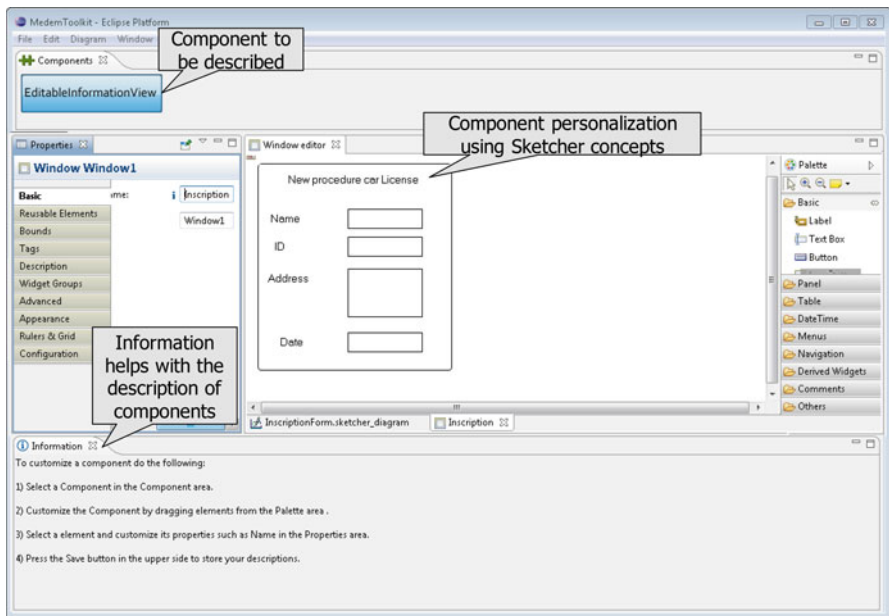 MedemToolkit - Eclipse Platform
File Edit Diagram Window
Component to
be described
Components
EditableInformationView
Component personalization
using Sketcher concepts
Properties
Window Window1
Basic
Inscription
Reusable Elements
Window1
Bounds
Tags
Description
Widget Groups
Advanced
Appearance
Rulers & Grid
Configuration
Information
helps with the
description of
components
Window editor
New procedure car License
Name
ID
Address
Date
InscriptionForm.sketcher_diagram
Inscription
Palette
Basic
Label
Text Box
Button
Panel
Table
DateTime
Menus
Navigation
Derived Widgets
Comments
Others
Information
To customize a component do the following:
1) Select a Component in the Component area.
2) Customize the Component by dragging elements from the Palette area .
3) Select a element and customize its properties such as Name in the Properties area.
4) Press the Save button in the upper side to store your descriptions.